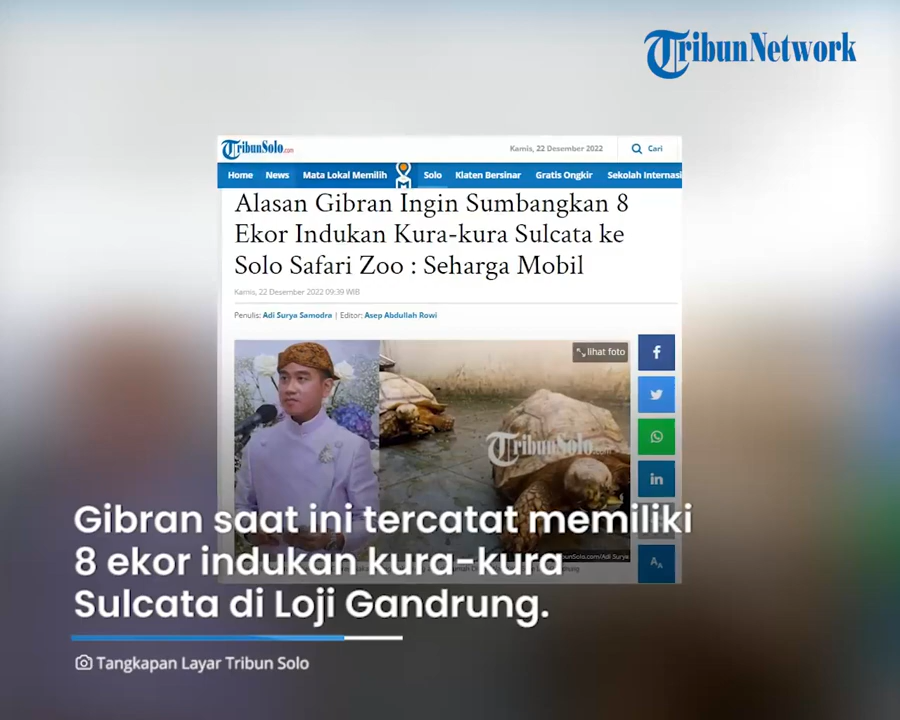 TribunNetwork
TribunSolo.com
Kamis, 22 Desember 2022
Cari
Home News Mata Lokal Memilih Solo Klaten Bersinar Gratis Ongkir Sekolah Internasi
Alasan Gibran Ingin Sumbangkan 8
Ekor Indukan Kura-kura Sulcata ke
Solo Safari Zoo : Seharga Mobil
Kamis, 22 Desember 2022 09:39 WIB
Penulis: Adi Surya Samodra | Editor: Asep Abdullah Rowi
lihat foto
TribunSolo.com
Gibran saat ini tercatat memiliki
8 ekor indukan kura-kura
Sulcata di Loji Gandrung.
Tangkapan Layar Tribun Solo